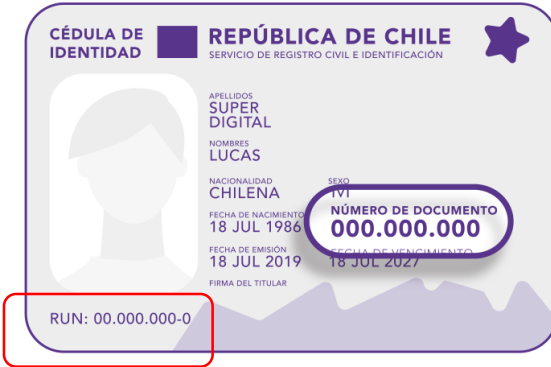 CÉDULA DE
IDENTIDAD
REPÚBLICA DE CHILE
SERVICIO DE REGISTRO CIVIL E IDENTIFICACIÓN
APELLIDOS
SUPER
DIGITAL
NOMBRES
LUCAS
NACIONALIDAD
CHILENA
SEXO
FECHA DE NACIMIENTO
18 JUL 1986
NÚMERO DE DOCUMENTO
000.000.000
FECHA DE EMISIÓN
18 JUL 2019
FECHA DE VENCIMIENTO
18 JUL 2027
FIRMA DEL TITULAR
RUN: 00.000.000-0